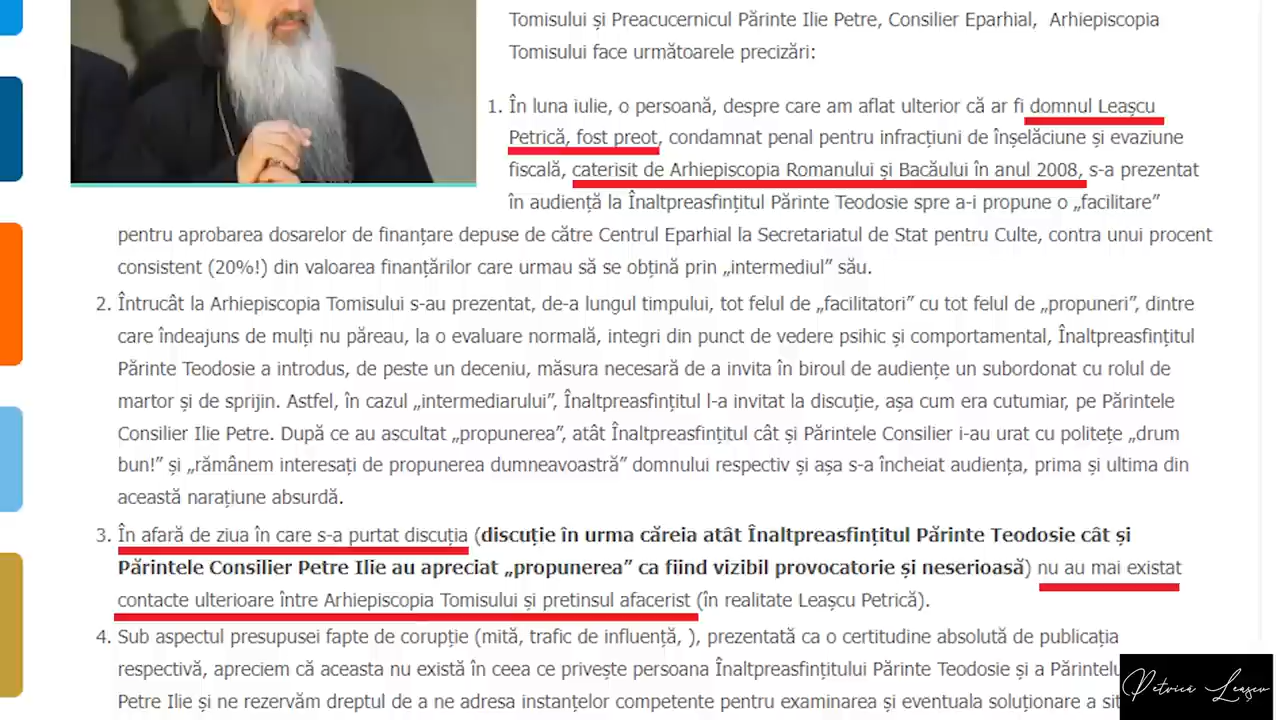 Tomisului și Preacucernicul Părinte Ilie Petre, Consilier Eparhial, Arhiepiscopia
Tomisului face următoarele precizări:
1. În luna iulie, o persoană, despre care am aflat ulterior că ar fi domnul Leașcu
Petrică, fost preot, condamnat penal pentru infracțiuni de înșelăciune și evaziune
fiscală, caterisit de Arhiepiscopia Romanului și Bacăului în anul 2008, s-a prezentat
în audiență la Înaltpreasfințitul Părinte Teodosie spre a-i propune o „facilitare”
pentru aprobarea dosarelor de finanțare depuse de către Centrul Eparhial la Secretariatul de Stat pentru Culte, contra unui procent
consistent (20%!) din valoarea finanțărilor care urmau să se obțină prin „intermediul” său.
2. Întrucât la Arhiepiscopia Tomisului s-au prezentat, de-a lungul timpului, tot felul de „facilitatori” cu tot felul de „propuneri”, dintre
care îndeajuns de mulți nu păreau, la o evaluare normală, integri din punct de vedere psihic și comportamental, Înaltpreasfințitul
Părinte Teodosie a introdus, de peste un deceniu, măsura necesară de a invita în biroul de audiențe un subordonat cu rolul de
martor și de sprijin. Astfel, în cazul „intermediarului”, Înaltpreasfințitul l-a invitat la discuție, așa cum era cutumiar, pe Părintele
Consilier Ilie Petre. După ce au ascultat „propunerea”, atât Înaltpreasfințitul cât și Părintele Consilier i-au urat cu politețe „drum
bun!” și „rămânem interesați de propunerea dumneavoastră” domnului respectiv și așa s-a încheiat audiența, prima și ultima din
această narațiune absurdă.
3. În afară de ziua în care s-a purtat discuția (discuție în urma căreia atât Înaltpreasfințitul Părinte Teodosie cât și
Părintele Consilier Petre Ilie au apreciat „propunerea” ca fiind vizibil provocatorie și neserioasă) nu au mai existat
contacte ulterioare între Arhiepiscopia Tomisului și pretinsul afacerist (în realitate Leașcu Petrică).
4. Sub aspectul presupusei fapte de corupție (mită, trafic de influență, ), prezentată ca o certitudine absolută de publicația
respectivă, apreciem că aceasta nu există în ceea ce privește persoana Înaltpreasfințitului Părinte Teodosie și a Părintelu
Petre Ilie și ne rezervăm dreptul de a ne adresa instanțelor competente pentru examinarea și eventuala soluționare a sit
Petrică Leașcu